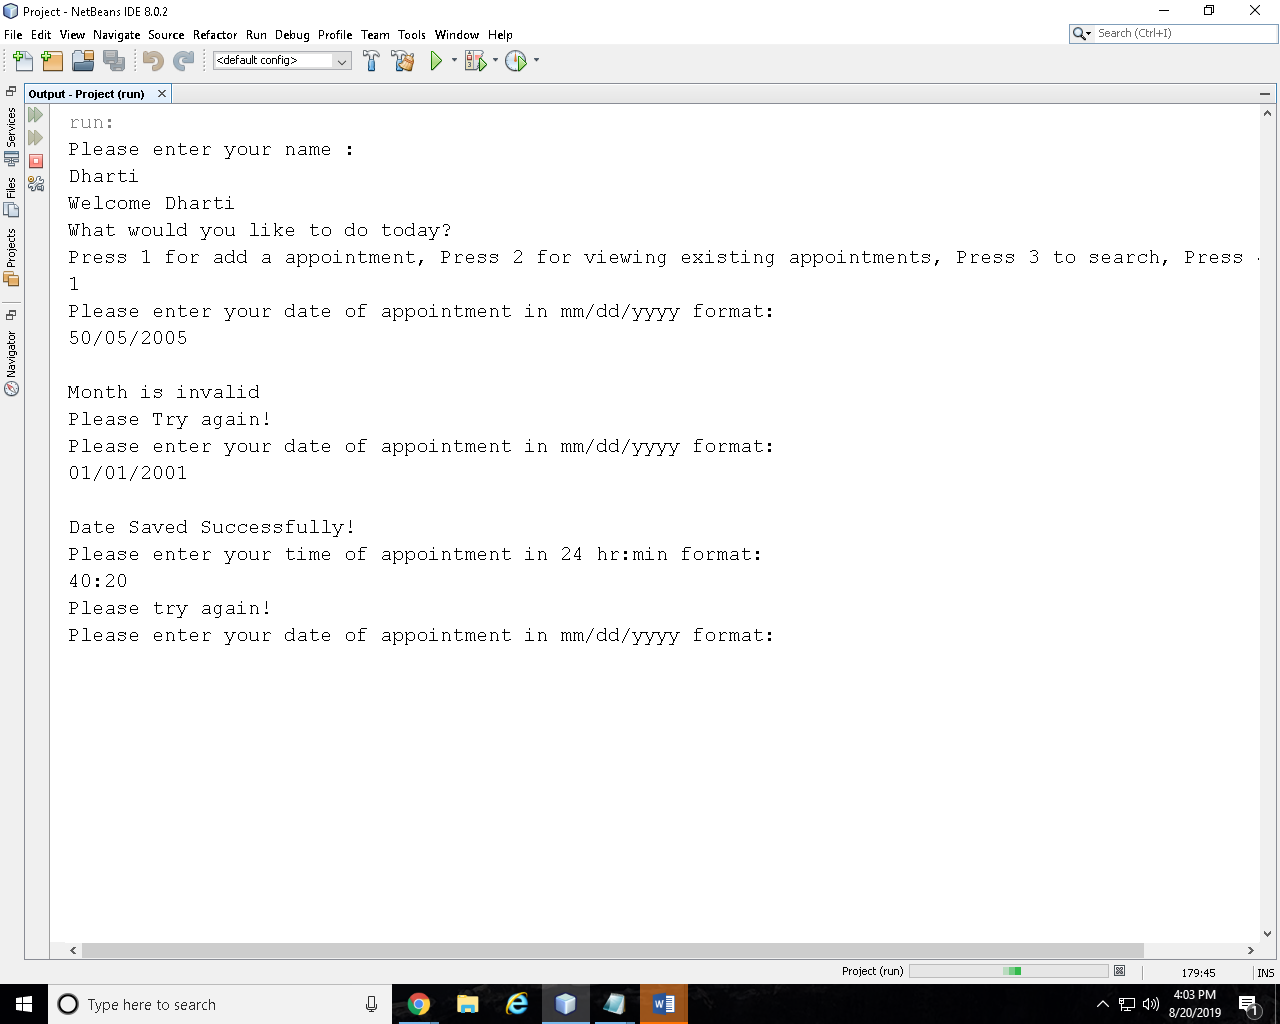 Project - NetBeans IDE 8.0.2
File Edit View Navigate Source Refactor Run Debug Profile Team Tools Window Help
Search (Ctrl+I)
<default config>
Output - Project (run)
Services
Files
Projects
Navigator
run:
Please enter your name :
Dharti
Welcome Dharti
What would you like to do today?
Press 1 for add a appointment, Press 2 for viewing existing appointments, Press 3 to search, Press
1
Please enter your date of appointment in mm/dd/yyyy format:
50/05/2005
Month is invalid
Please Try again!
Please enter your date of appointment in mm/dd/yyyy format:
01/01/2001
Date Saved Successfully!
Please enter your time of appointment in 24 hr:min format:
40:20
Please try again!
Please enter your date of appointment in mm/dd/yyyy format:
Project (run)
179:45
INS
Type here to search
4:03 PM
8/20/2019
1